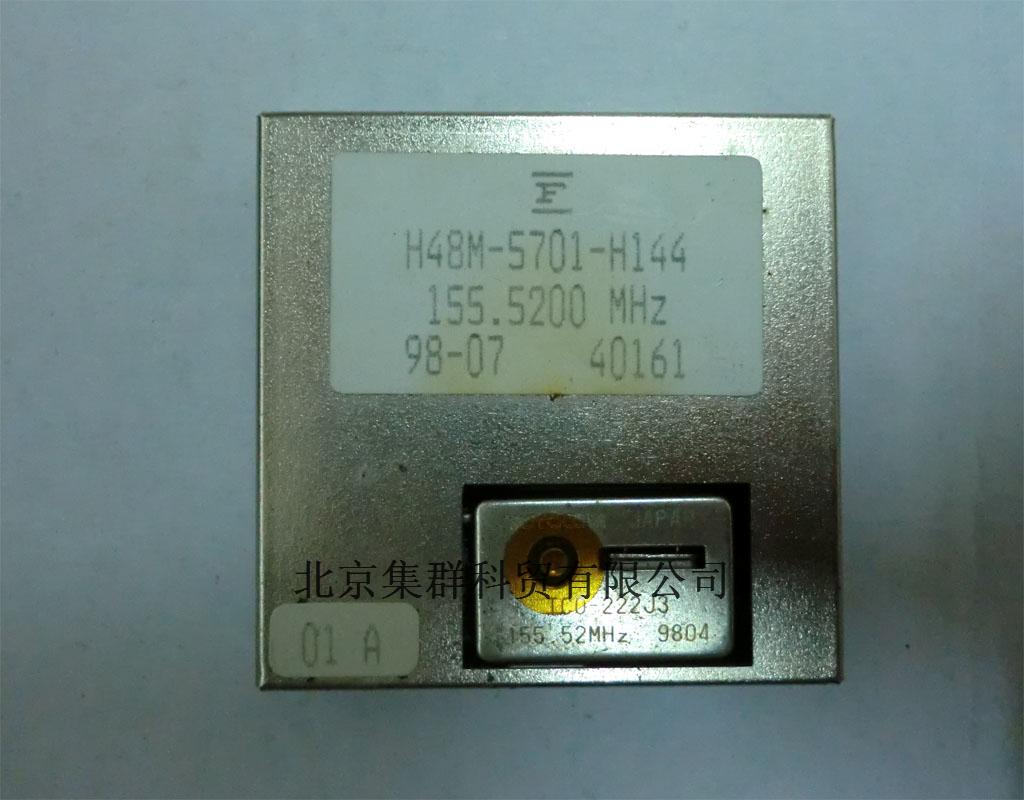 F
H48M-5701-H144
155.5200 MHz
98-07 40161
JAPAN
北京集群科贸有限公司
TCO-222J3
155.52MHz 9804
01 A